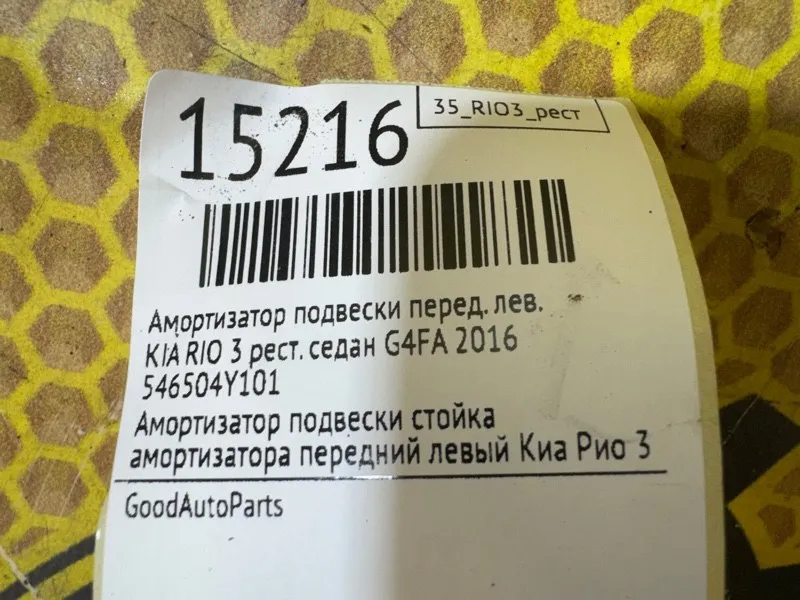 15216
35_RIO3_рест
Амортизатор подвески перед. лев.
KIA RIO 3 рест. седан G4FA 2016
546504Y101
Амортизатор подвески стойка
амортизатора передний левый Киа Рио 3
GoodAutoParts